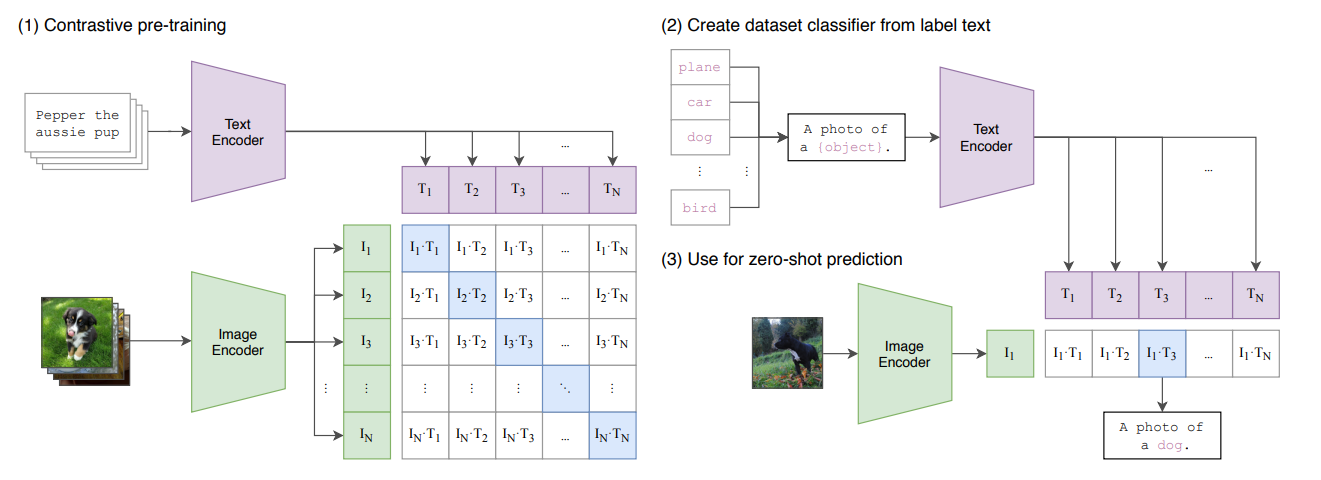 (1) Contrastive pre-training
Pepper the
aussie pup
Text
Encoder
...
T1 T2 T3 ... TN
I1 I1·T1 I1·T2 I1·T3 ... I1·TN
I2 I2·T1 I2·T2 I2·T3 ... I2·TN
Image
Encoder
I3 I3·T1 I3·T2 I3·T3 ... I3·TN
⋮ ⋮ ⋮ ⋮ ⋮ ⋱ ⋮
IN IN·T1 IN·T2 IN·T3 ... IN·TN
(2) Create dataset classifier from label text
plane
car
dog
⋮ ⋮
bird
A photo of
a {object}.
Text
Encoder
...
(3) Use for zero-shot prediction
T1 T2 T3 ... TN
Image
Encoder
I1 I1·T1 I1·T2 I1·T3 ... I1·TN
A photo of
a dog.